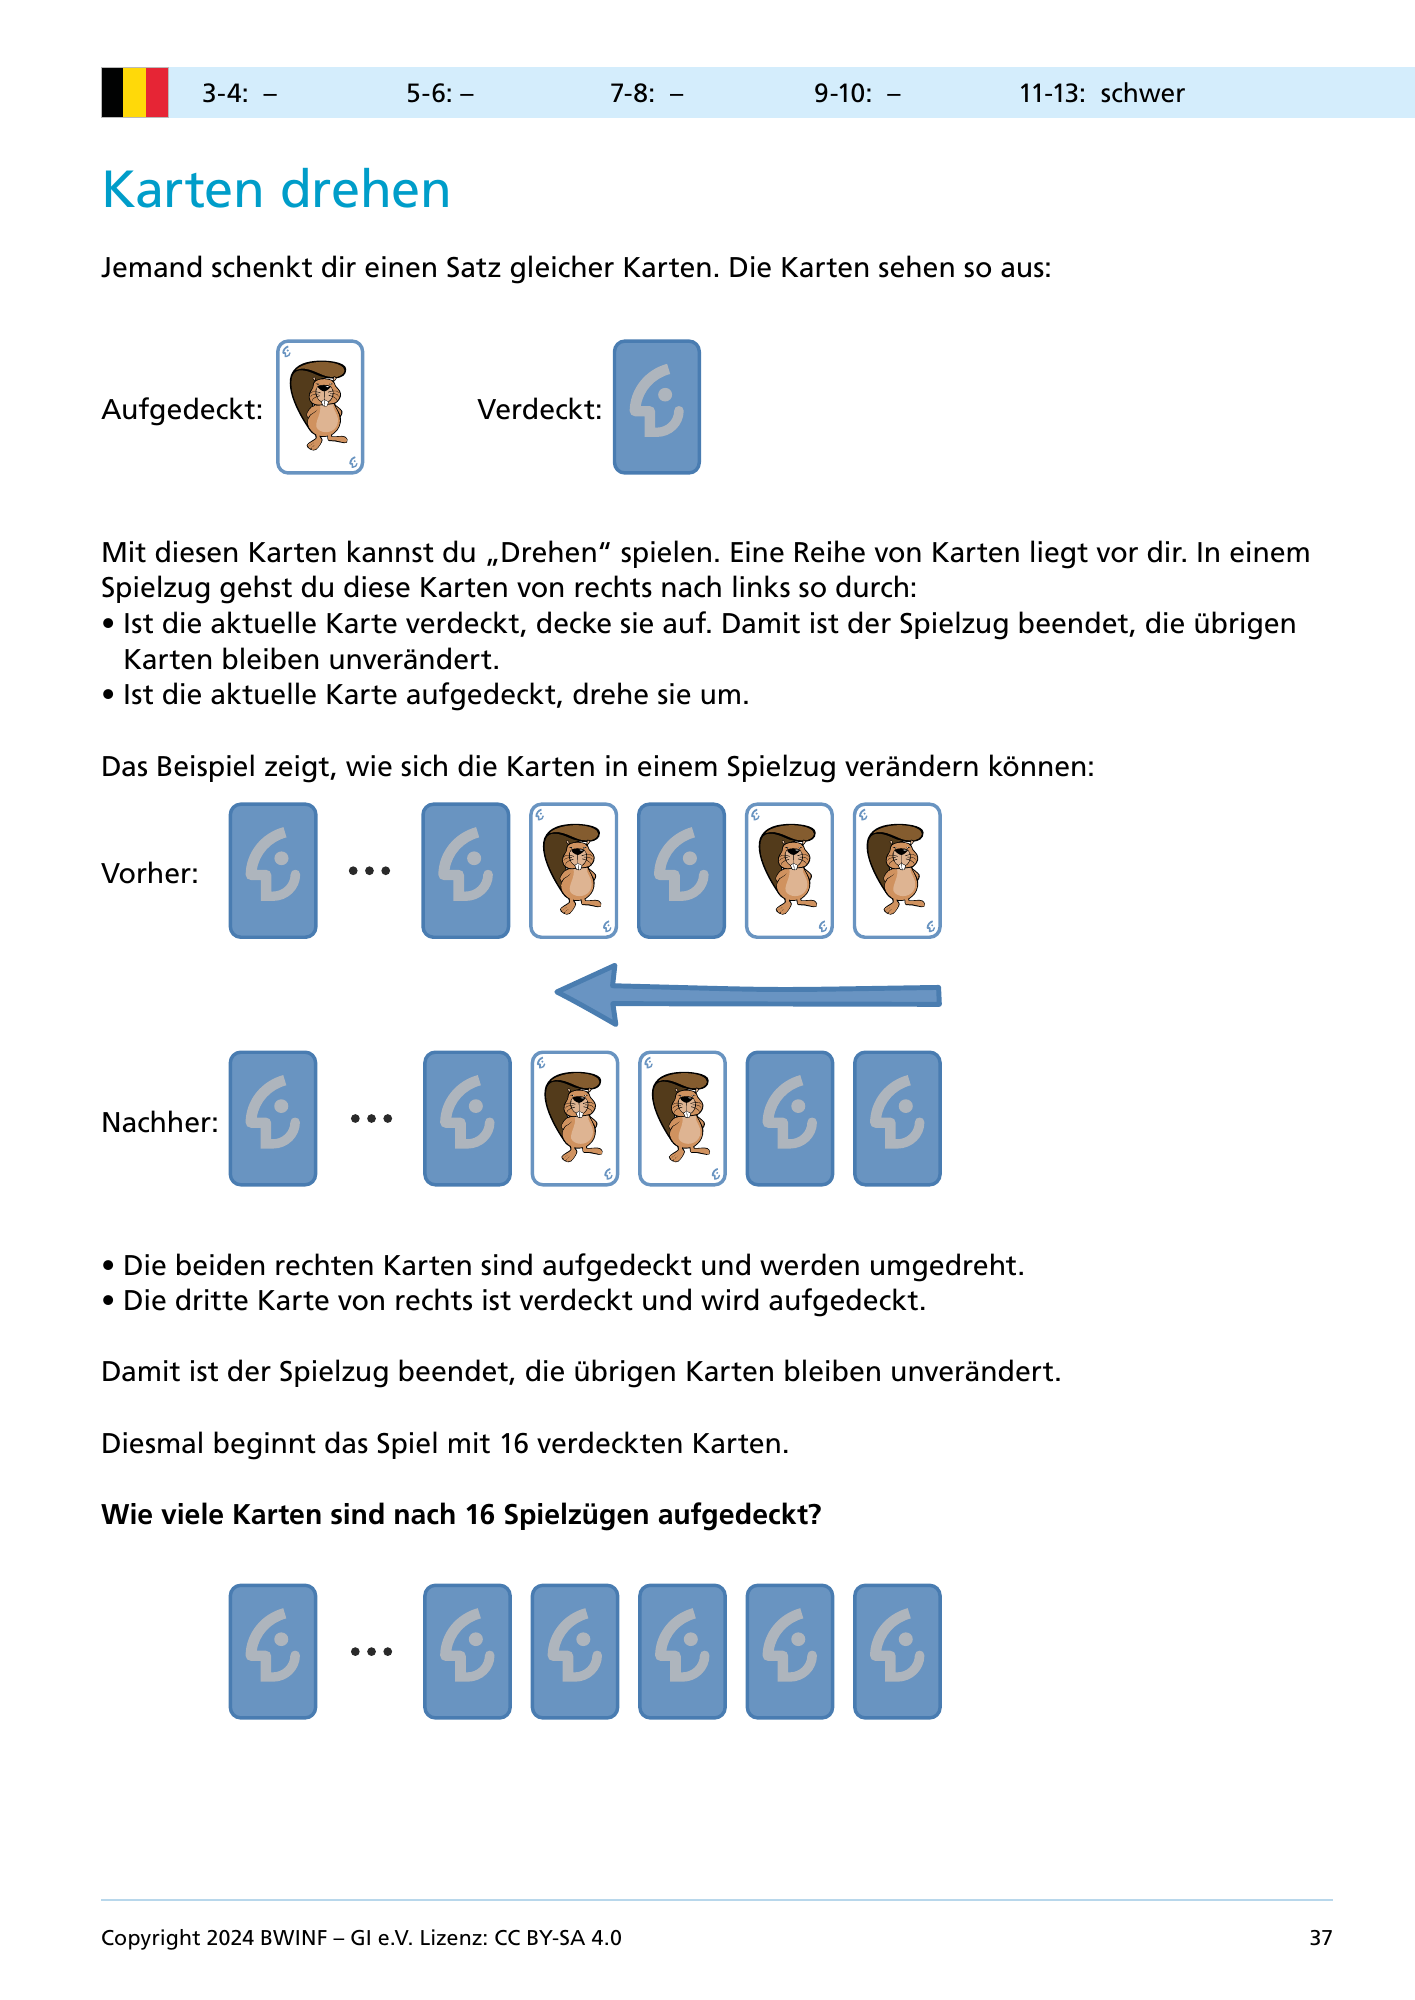 3-4: –
5-6: –
7-8: –
9-10: –
11-13: schwer
Karten drehen
Jemand schenkt dir einen Satz gleicher Karten. Die Karten sehen so aus:
Aufgedeckt:
Verdeckt:
Mit diesen Karten kannst du „Drehen“ spielen. Eine Reihe von Karten liegt vor dir. In einem
Spielzug gehst du diese Karten von rechts nach links so durch:
• Ist die aktuelle Karte verdeckt, decke sie auf. Damit ist der Spielzug beendet, die übrigen
Karten bleiben unverändert.
• Ist die aktuelle Karte aufgedeckt, drehe sie um.
Das Beispiel zeigt, wie sich die Karten in einem Spielzug verändern können:
Vorher:
Nachher:
• Die beiden rechten Karten sind aufgedeckt und werden umgedreht.
• Die dritte Karte von rechts ist verdeckt und wird aufgedeckt.
Damit ist der Spielzug beendet, die übrigen Karten bleiben unverändert.
Diesmal beginnt das Spiel mit 16 verdeckten Karten.
Wie viele Karten sind nach 16 Spielzügen aufgedeckt?
Copyright 2024 BWINF – GI e.V. Lizenz: CC BY-SA 4.0
37